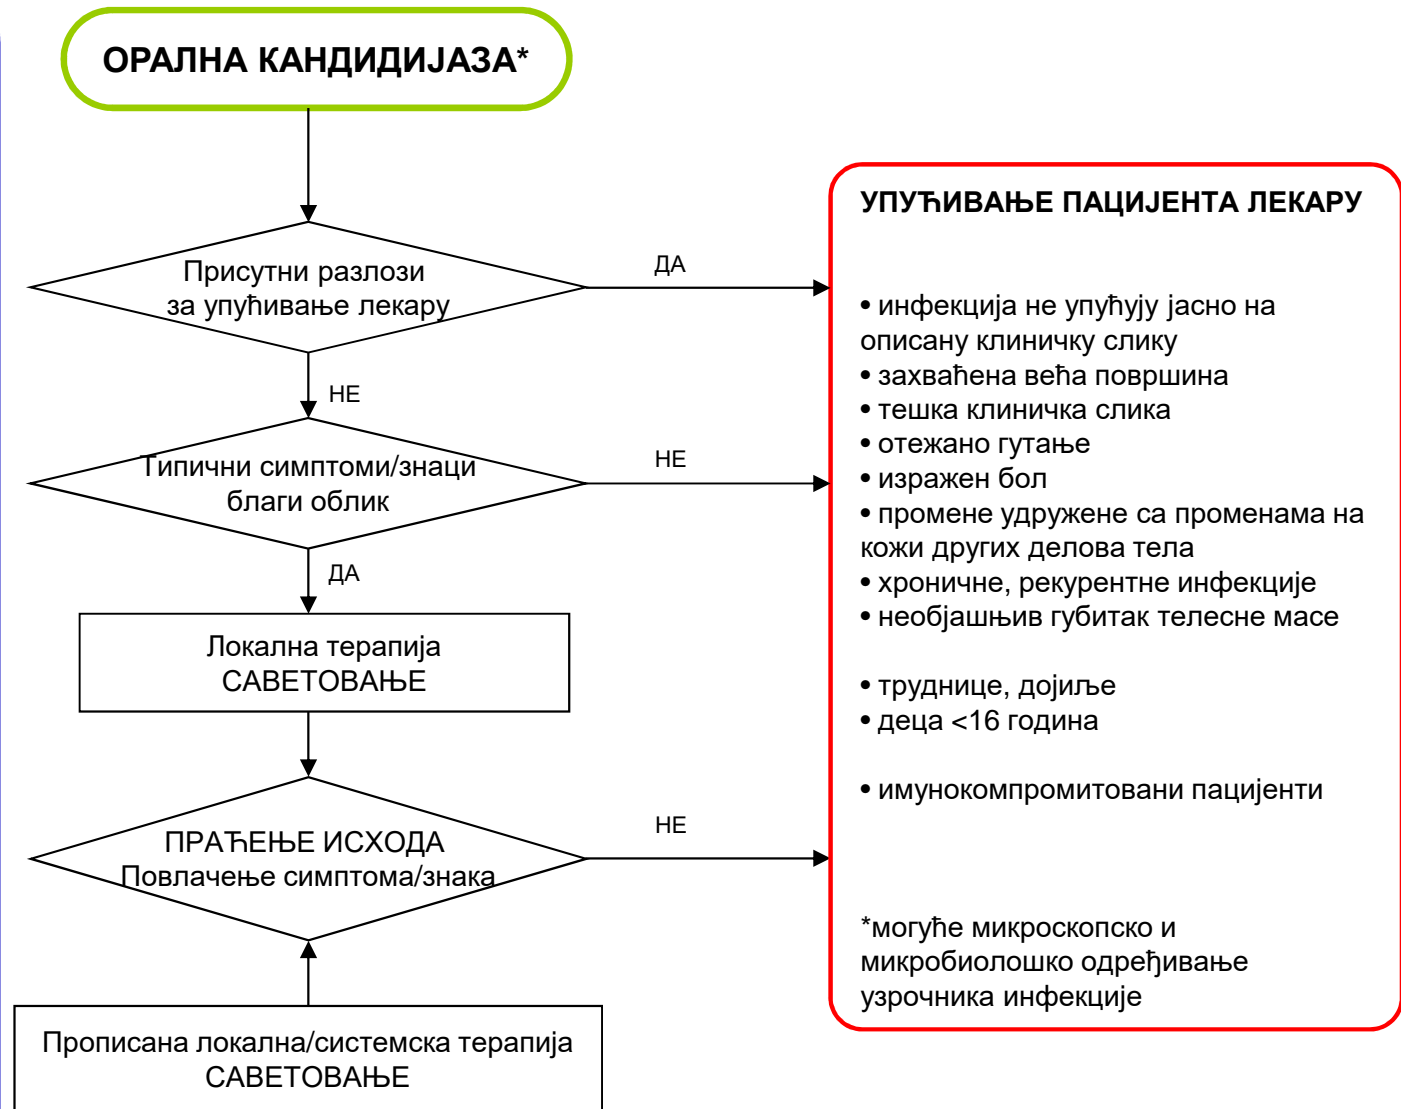 ОРАЛНА КАНДИДИЈАЗА*
Присутни разлози
за упућивање лекару
ДА
НЕ
Типични симптоми/знаци
благи облик
НЕ
ДА
Локална терапија
САВЕТОВАЊЕ
ПРАЋЕЊЕ ИСХОДА
Повлачење симптома/знака
НЕ
Прописана локална/системска терапија
САВЕТОВАЊЕ
УПУЋИВАЊЕ ПАЦИЈЕНТА ЛЕКАРУ
• инфекција не упућују јасно на
описану клиничку слику
• захваћена већа површина
• тешка клиничка слика
• отежано гутање
• изражен бол
• промене удружене са променама на
кожи других делова тела
• хроничне, рекурентне инфекције
• необјашњив губитак телесне масе
• труднице, дојиље
• деца <16 година
• имунокомпромитовани пацијенти
*могуће микроскопско и
микробиолошко одређивање
узрочника инфекције